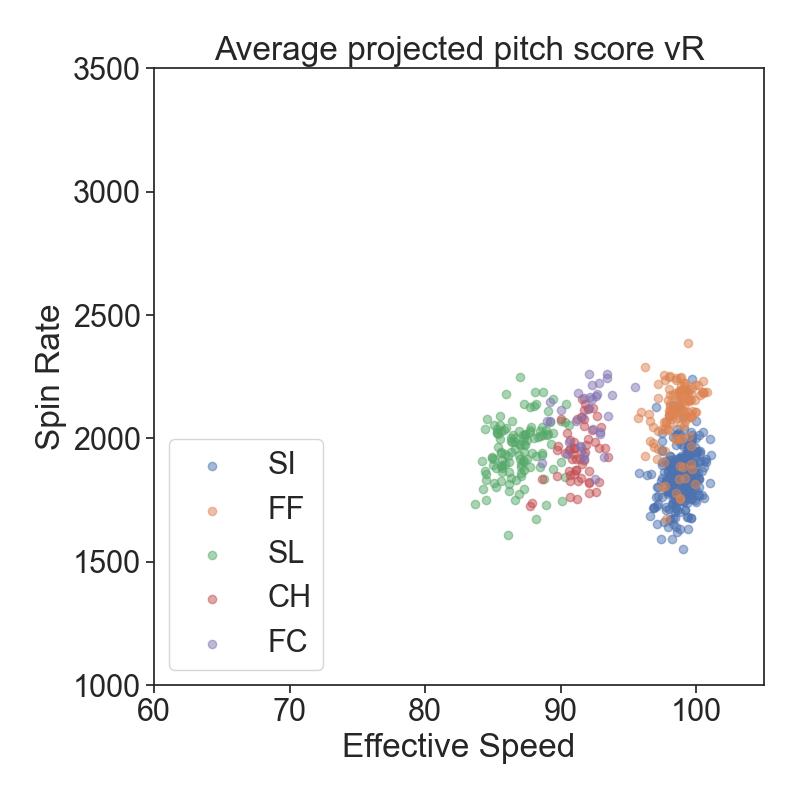 Average projected pitch score vR
3500
3000
2500
2000
1500
1000
Spin Rate
SI
FF
SL
CH
FC
60 70 80 90 100
Effective Speed